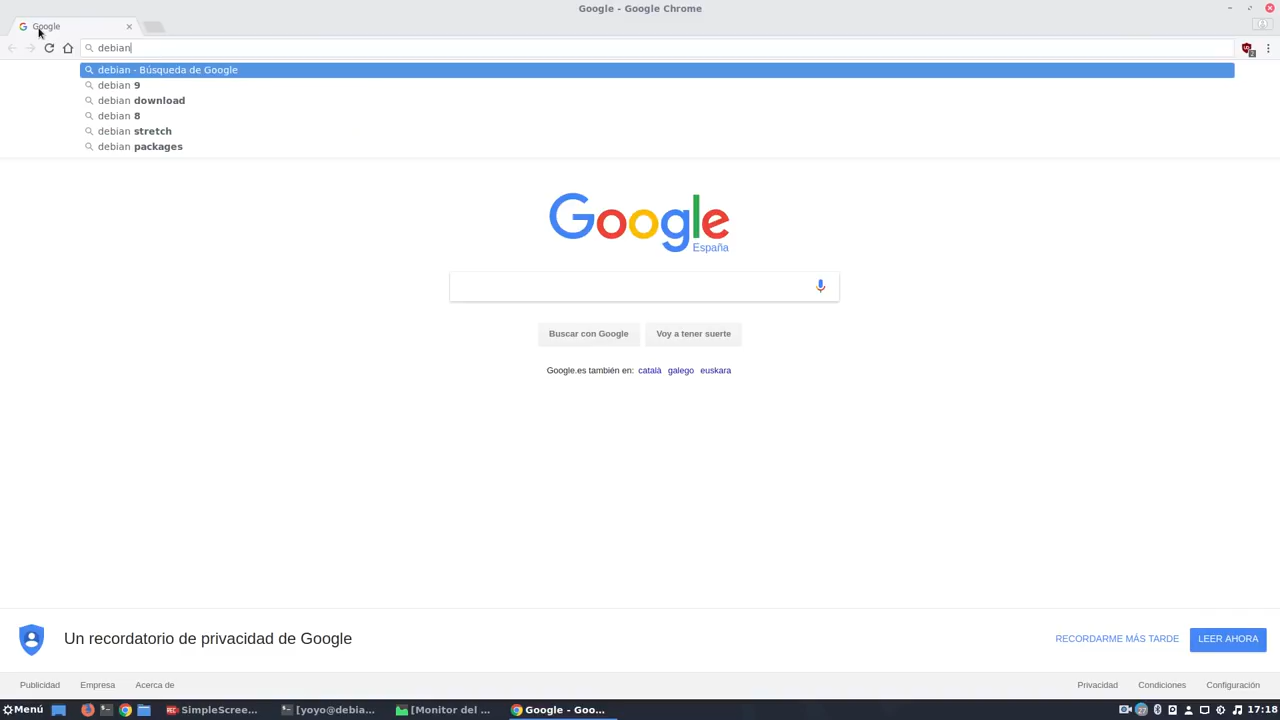 Google - Google Chrome
Google
debian
debian - Búsqueda de Google
debian 9
debian download
debian 8
debian stretch
debian packages
Google
España
Buscar con Google Voy a tener suerte
Google.es también en: català galego euskara
Un recordatorio de privacidad de Google RECORDARME MÁS TARDE LEER AHORA
Publicidad Empresa Acerca de Privacidad Condiciones Configuración
Menú SimpleScree... [yoyo@debia... [Monitor del ... Google - Goo... 17:18